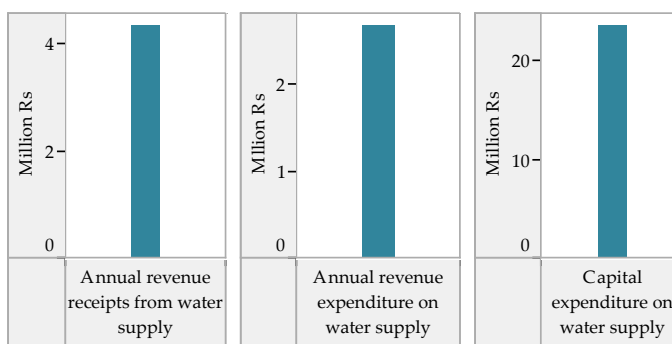 Million Rs
4
2
0
Annual revenue
receipts from water
supply
MIllion Rs
2
1
0
Annual revenue
expenditure on
water supply
Million Rs
20
10
0
Capital
expenditure on
water supply